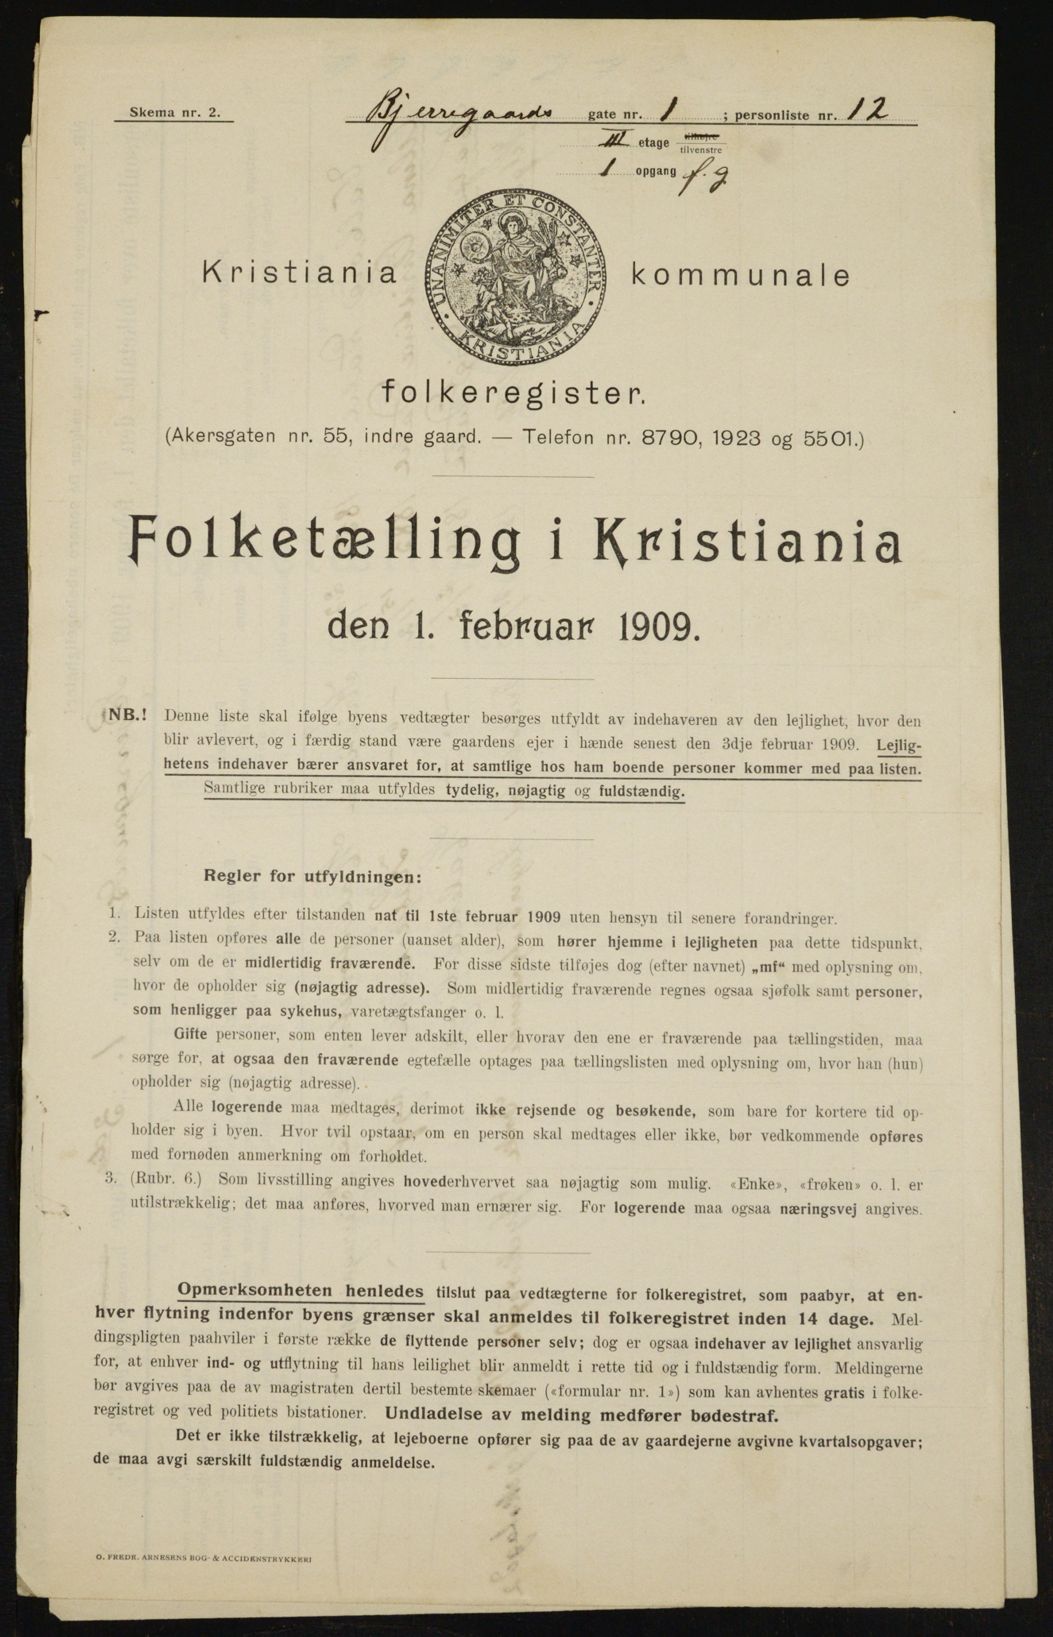 Skema nr. 2.
Bjerregaards gate nr. 1 ; personliste nr. 12
III etage tilhøjre
tilvenstre
1 opgang f. g
UNANIMITER ET CONSTANTER
KRISTIANIA
Kristiania kommunale
folkeregister.
(Akersgaten nr. 55, indre gaard. — Telefon nr. 8790, 1923 og 5501.)
Folketælling i Kristiania
den 1. februar 1909.
NB.! Denne liste skal ifølge byens vedtægter besørges utfyldt av indehaveren av den lejlighet, hvor den
blir avlevert, og i færdig stand være gaardens ejer i hænde senest den 3dje februar 1909. Lejlig-
hetens indehaver bærer ansvaret for, at samtlige hos ham boende personer kommer med paa listen.
Samtlige rubriker maa utfyldes tydelig, nøjagtig og fuldstændig.
Regler for utfyldningen:
1. Listen utfyldes efter tilstanden nat til 1ste februar 1909 uten hensyn til senere forandringer.
2. Paa listen opføres alle de personer (uanset alder), som hører hjemme i lejligheten paa dette tidspunkt,
selv om de er midlertidig fraværende. For disse sidste tilføjes dog (efter navnet) „mf“ med oplysning om,
hvor de opholder sig (nøjagtig adresse). Som midlertidig fraværende regnes ogsaa sjøfolk samt personer,
som henligger paa sykehus, varetægtsfanger o. l.
Gifte personer, som enten lever adskilt, eller hvorav den ene er fraværende paa tællingstiden, maa
sørge for, at ogsaa den fraværende egtefælle optages paa tællingslisten med oplysning om, hvor han (hun)
opholder sig (nøjagtig adresse).
Alle logerende maa medtages, derimot ikke rejsende og besøkende, som bare for kortere tid op-
holder sig i byen. Hvor tvil opstaar, om en person skal medtages eller ikke, bør vedkommende opføres
med fornøden anmerkning om forholdet.
3. (Rubr. 6.) Som livsstilling angives hovederhvervet saa nøjagtig som mulig. «Enke», «frøken» o. l. er
utilstrækkelig; det maa anføres, hvorved man ernærer sig. For logerende maa ogsaa næringsvej angives.
Opmerksomheten henledes tilslut paa vedtægterne for folkeregistret, som paabyr, at en-
hver flytning indenfor byens grænser skal anmeldes til folkeregistret inden 14 dage. Mel-
dingspligten paahviler i første række de flyttende personer selv; dog er ogsaa indehaver av lejlighet ansvarlig
for, at enhver ind- og utflytning til hans leilighet blir anmeldt i rette tid og i fuldstændig form. Meldingerne
bør avgives paa de av magistraten dertil bestemte skemaer («formular nr. 1») som kan avhentes gratis i folke-
registret og ved politiets bistationer. Undladelse av melding medfører bødestraf.
Det er ikke tilstrækkelig, at lejeboerne opfører sig paa de av gaardejerne avgivne kvartalsopgaver;
de maa avgi særskilt fuldstændig anmeldelse.
O. FREDR. ARNESENS BOG- & ACCIDENSTRYKKERI